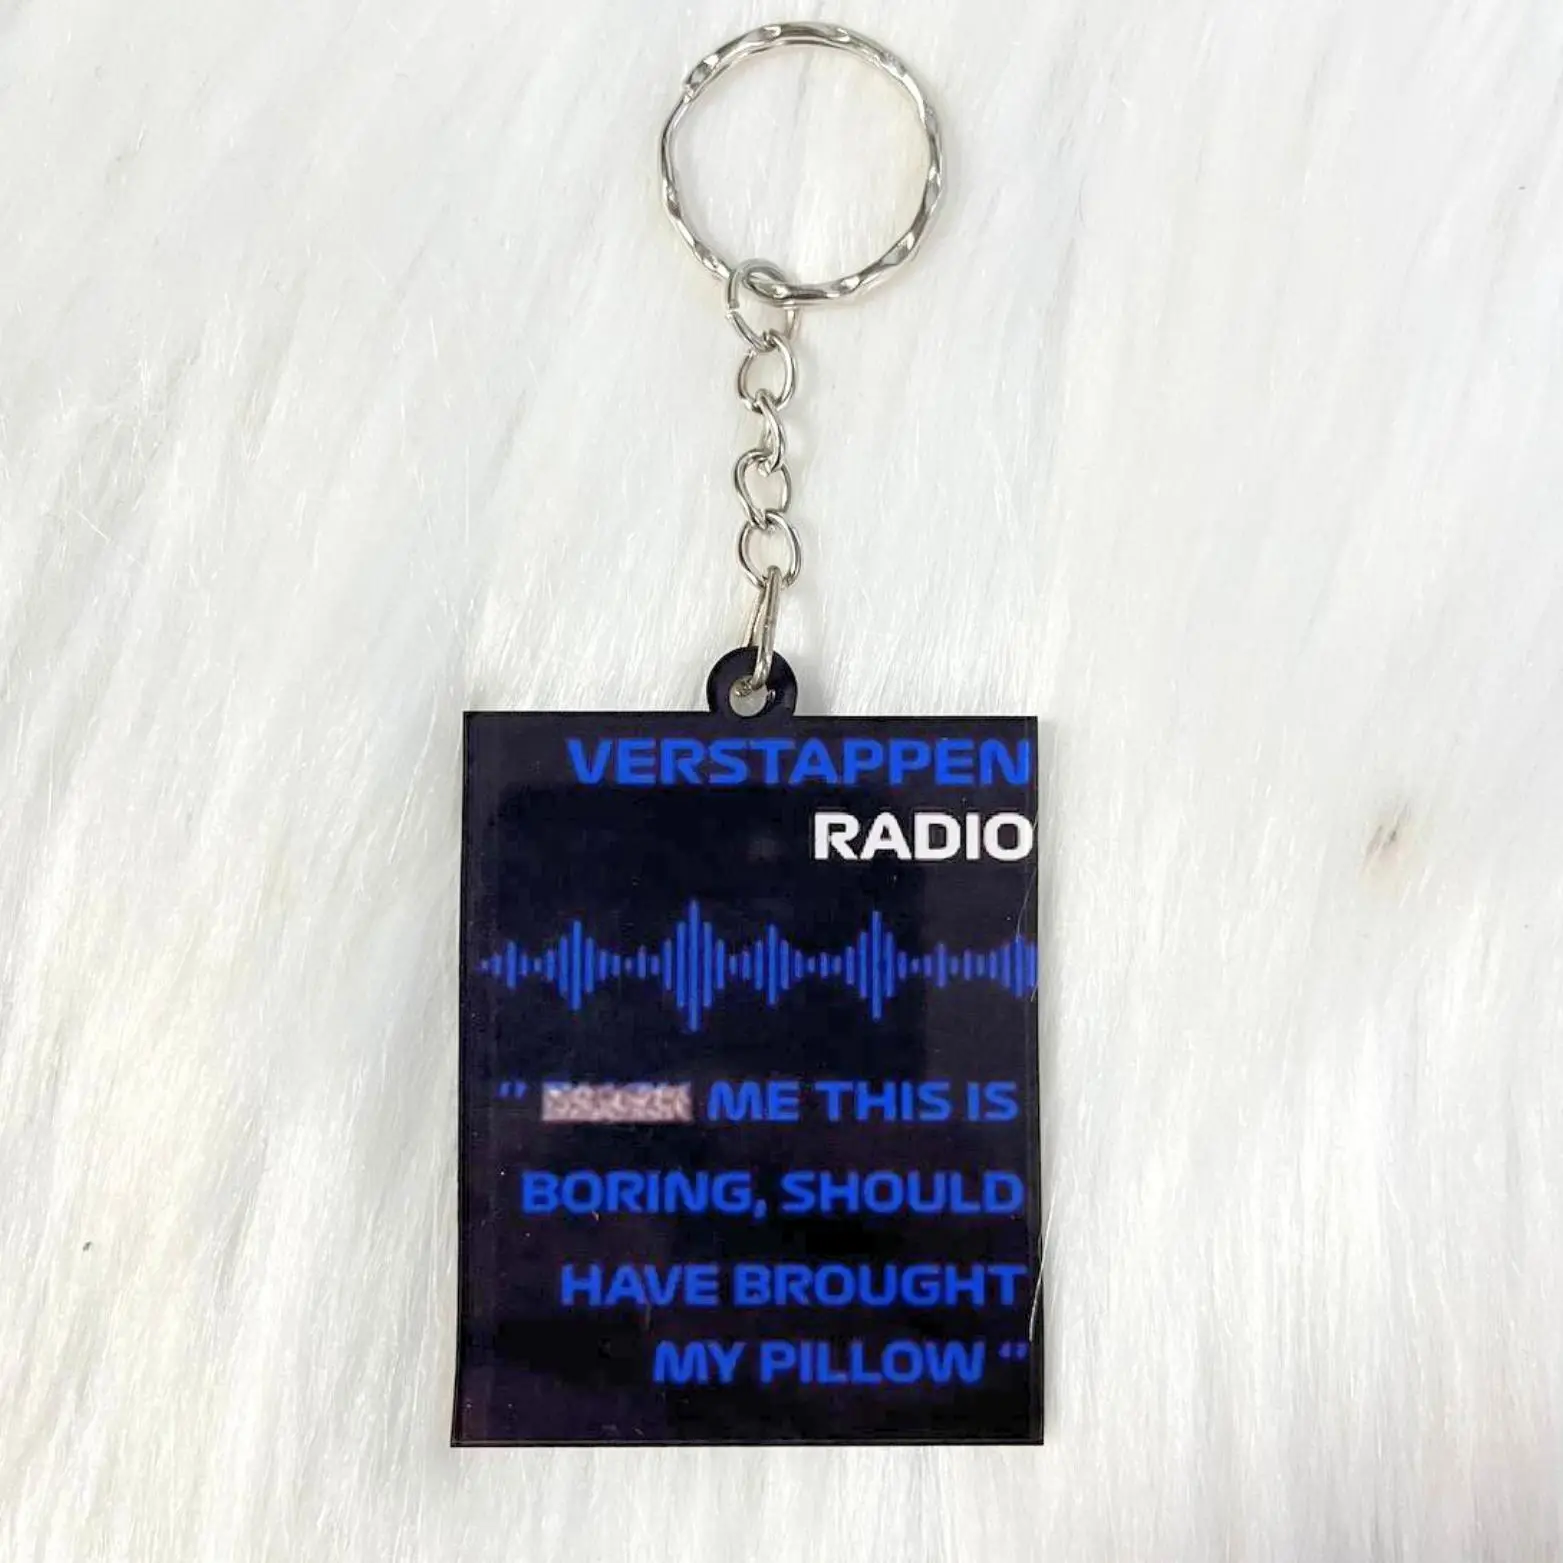 VERSTAPPEN
RADIO
" ME THIS IS
BORING, SHOULD
HAVE BROUGHT
MY PILLOW "